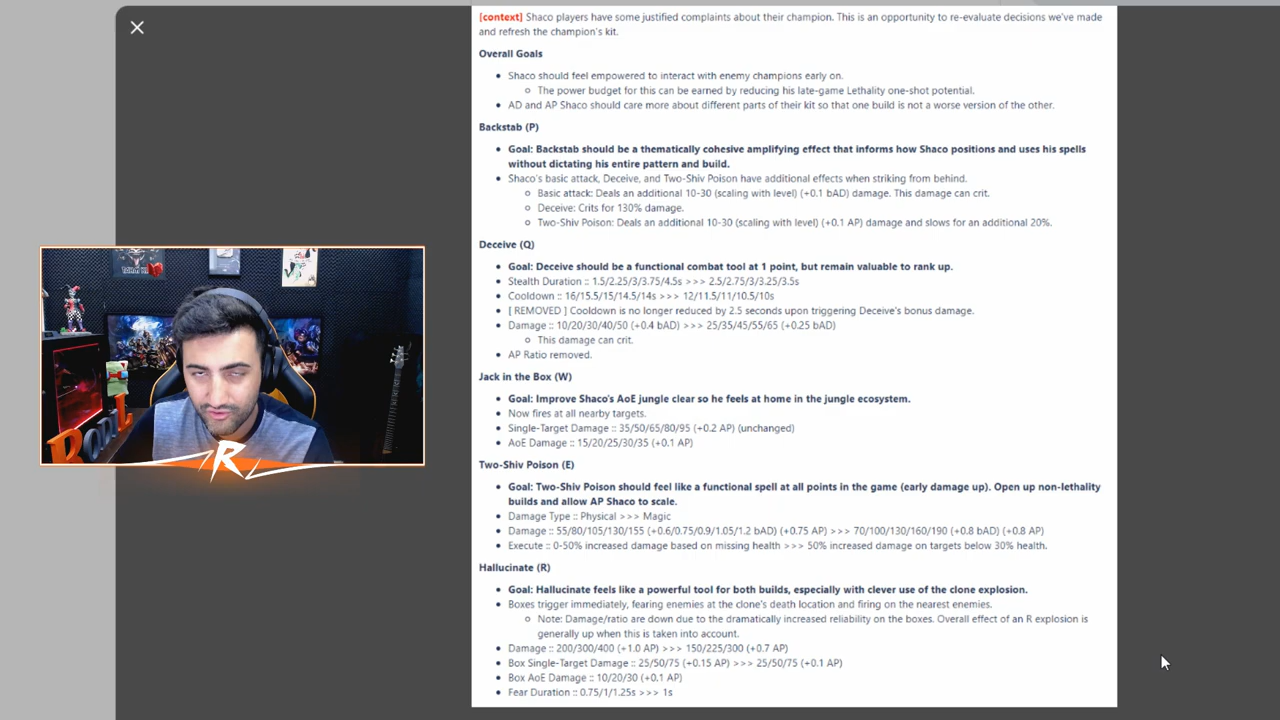 [context] Shaco players have some justified complaints about their champion. This is an opportunity to re-evaluate decisions we've made
and refresh the champion's kit.
Overall Goals
Shaco should feel empowered to interact with enemy champions early on.
The power budget for this can be earned by reducing his late-game Lethality one-shot potential.
AD and AP Shaco should care more about different parts of their kit so that one build is not a worse version of the other.
Backstab (P)
Goal: Backstab should be a thematically cohesive amplifying effect that informs how Shaco positions and uses his spells
without dictating his entire pattern and build.
Shaco's basic attack, Deceive, and Two-Shiv Poison have additional effects when striking from behind.
Basic attack: Deals an additional 10-30 (scaling with level) (+0.1 bAD) damage. This damage can crit.
Deceive: Crits for 130% damage.
Two-Shiv Poison: Deals an additional 10-30 (scaling with level) (+0.1 AP) damage and slows for an additional 20%.
Deceive (Q)
Goal: Deceive should be a functional combat tool at 1 point, but remain valuable to rank up.
Stealth Duration :: 1.5/2.25/3/3.75/4.5s >>> 2.5/2.75/3/3.25/3.5s
Cooldown :: 16/15.5/15/14.5/14s >>> 12/11.5/11/10.5/10s
[ REMOVED ] Cooldown is no longer reduced by 2.5 seconds upon triggering Deceive's bonus damage.
Damage :: 10/20/30/40/50 (+0.4 bAD) >>> 25/35/45/55/65 (+0.25 bAD)
This damage can crit.
AP Ratio removed.
Jack in the Box (W)
Goal: Improve Shaco's AoE jungle clear so he feels at home in the jungle ecosystem.
Now fires at all nearby targets.
Single-Target Damage :: 35/50/65/80/95 (+0.2 AP) (unchanged)
AoE Damage :: 15/20/25/30/35 (+0.1 AP)
Two-Shiv Poison (E)
Goal: Two-Shiv Poison should feel like a functional spell at all points in the game (early damage up). Open up non-lethality
builds and allow AP Shaco to scale.
Damage Type :: Physical >>> Magic
Damage :: 55/80/105/130/155 (+0.6/0.75/0.9/1.05/1.2 bAD) (+0.75 AP) >>> 70/100/130/160/190 (+0.8 bAD) (+0.8 AP)
Execute :: 0-50% increased damage based on missing health >>> 50% increased damage on targets below 30% health.
Hallucinate (R)
Goal: Hallucinate feels like a powerful tool for both builds, especially with clever use of the clone explosion.
Boxes trigger immediately, fearing enemies at the clone's death location and firing on the nearest enemies.
Note: Damage/ratio are down due to the dramatically increased reliability on the boxes. Overall effect of an R explosion is
generally up when this is taken into account.
Damage :: 200/300/400 (+1.0 AP) >>> 150/225/300 (+0.7 AP)
Box Single-Target Damage :: 25/50/75 (+0.15 AP) >>> 25/50/75 (+0.1 AP)
Box AoE Damage :: 10/20/30 (+0.1 AP)
Fear Duration :: 0.75/1/1.25s >>> 1s
R